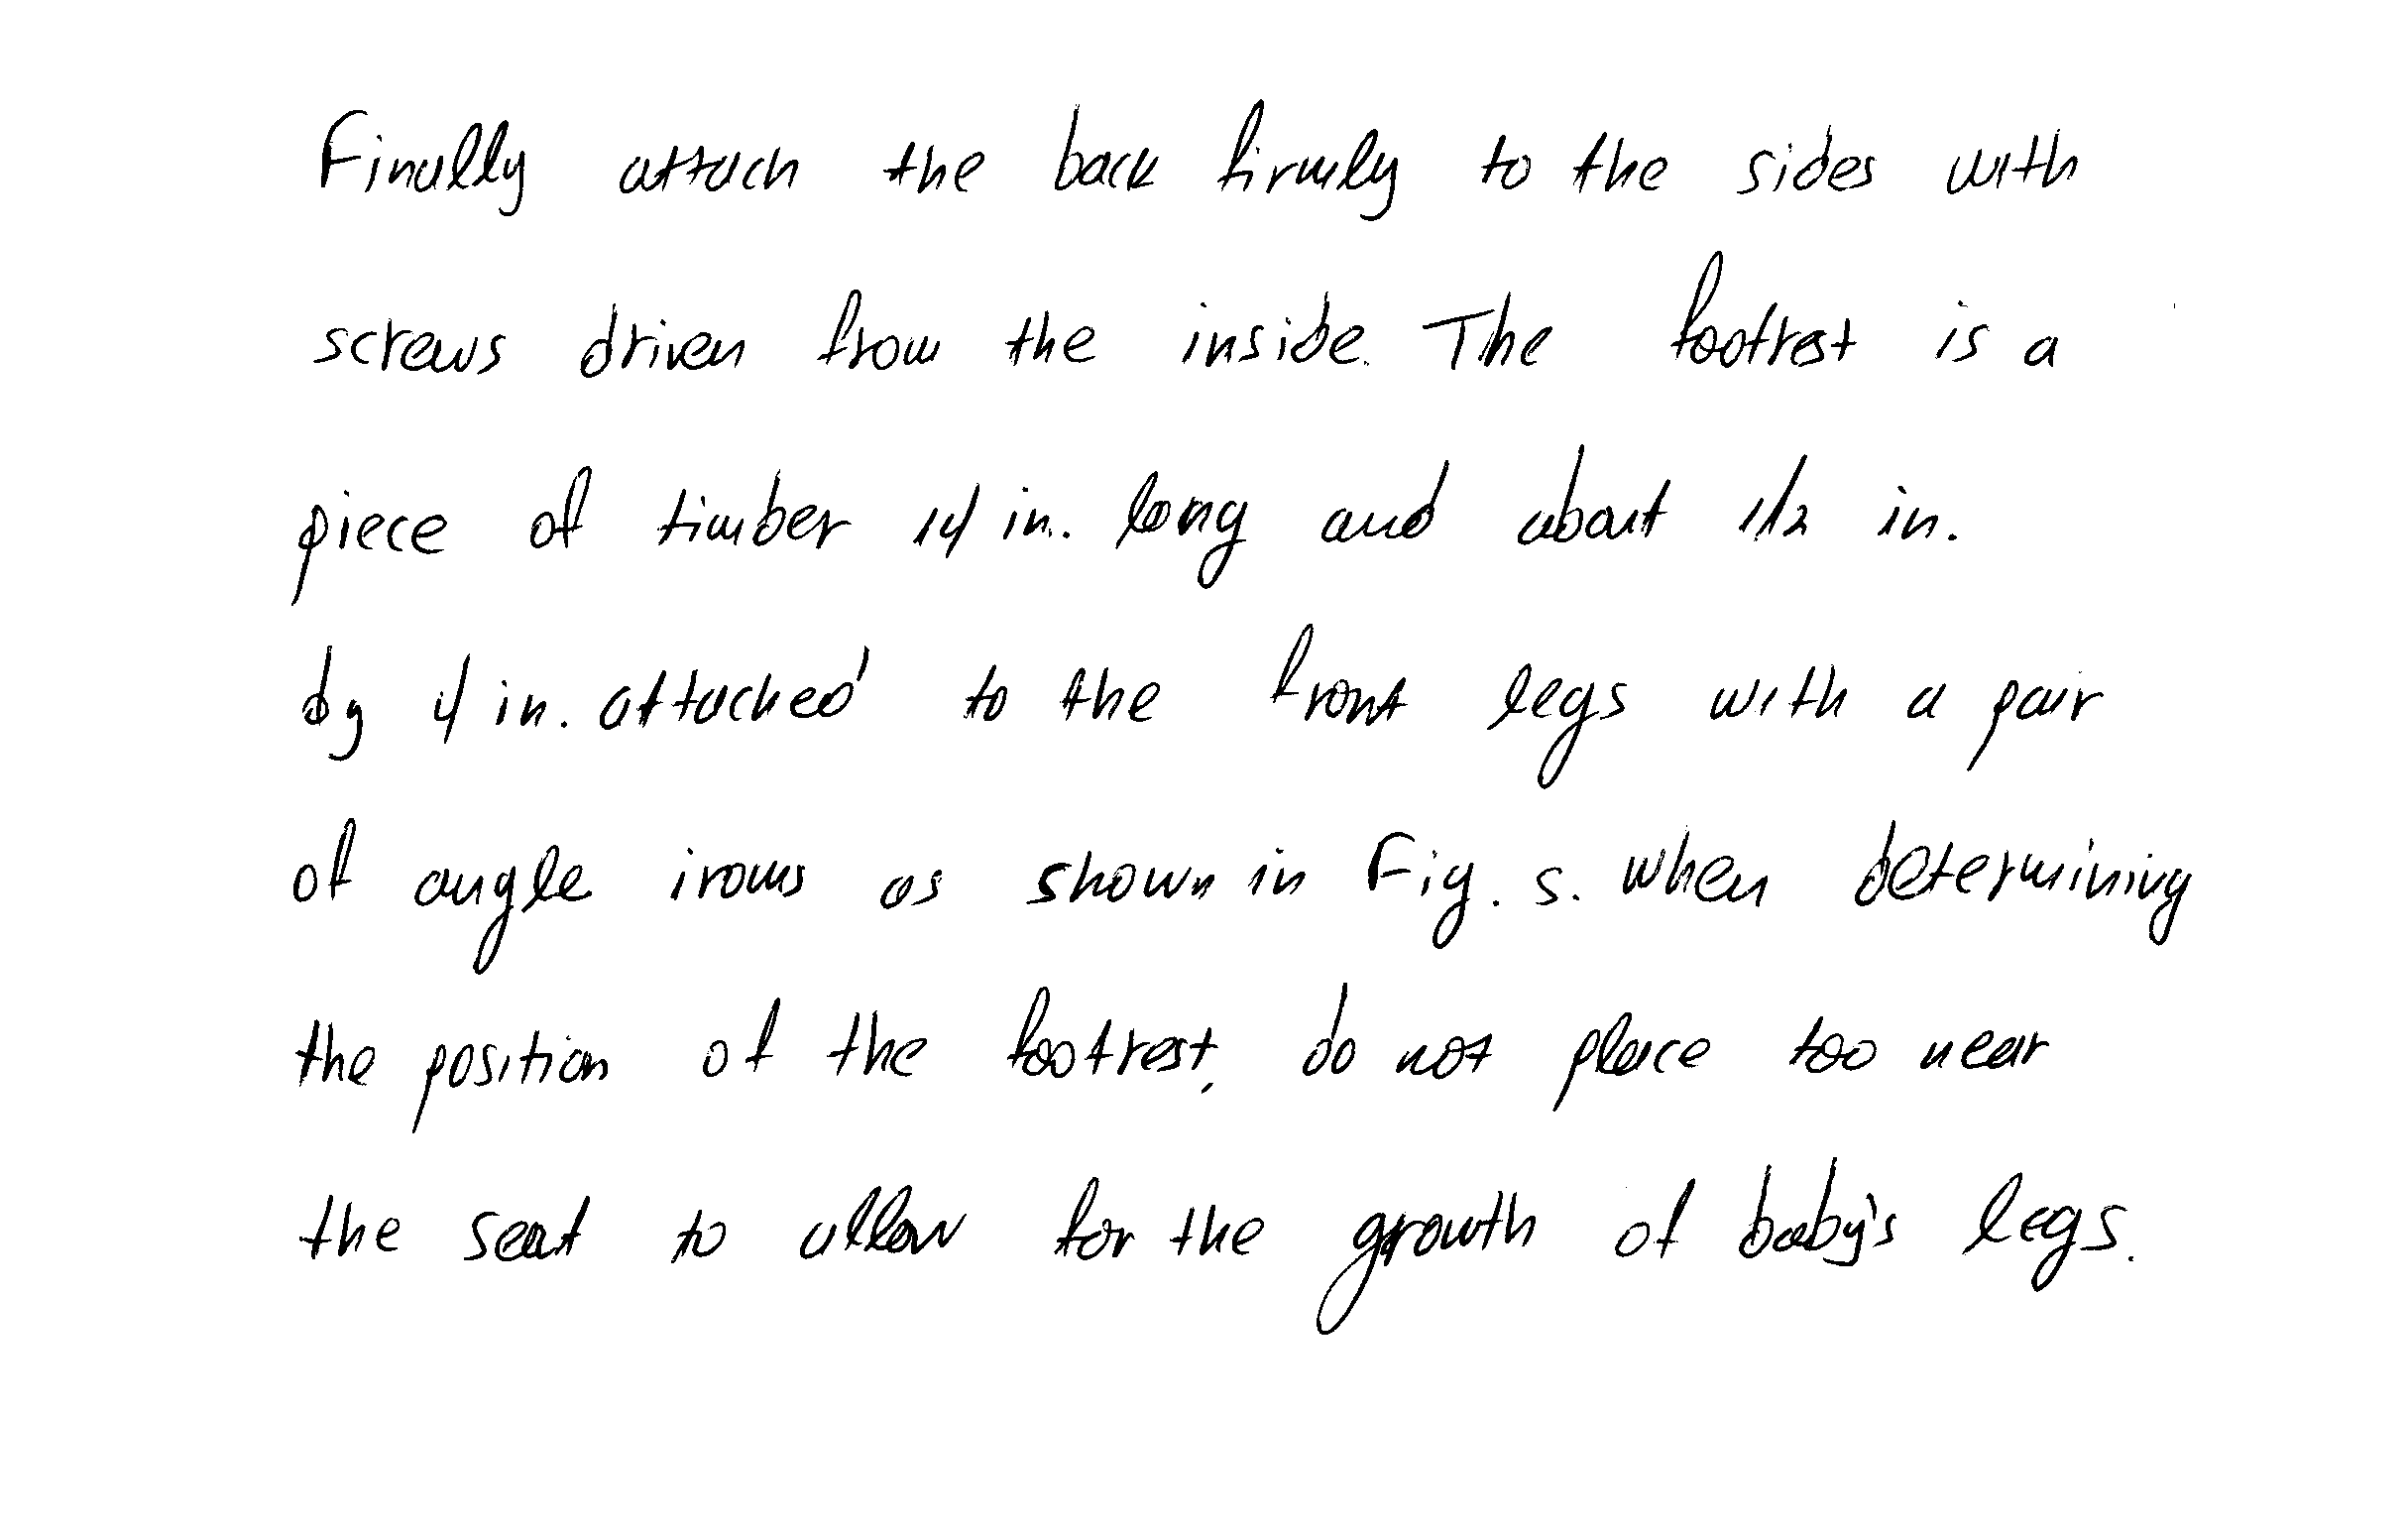 Finally attach the back firmly to the sides with
screws driven from the inside. The footrest is a
piece of timber 14 in. long and about 1/2 in.
by 4 in. attached to the front legs with a pair
of angle irons as shown in Fig. 5. When determining
the position of the footrest, do not place too near
the seat to allow for the growth of baby's legs.